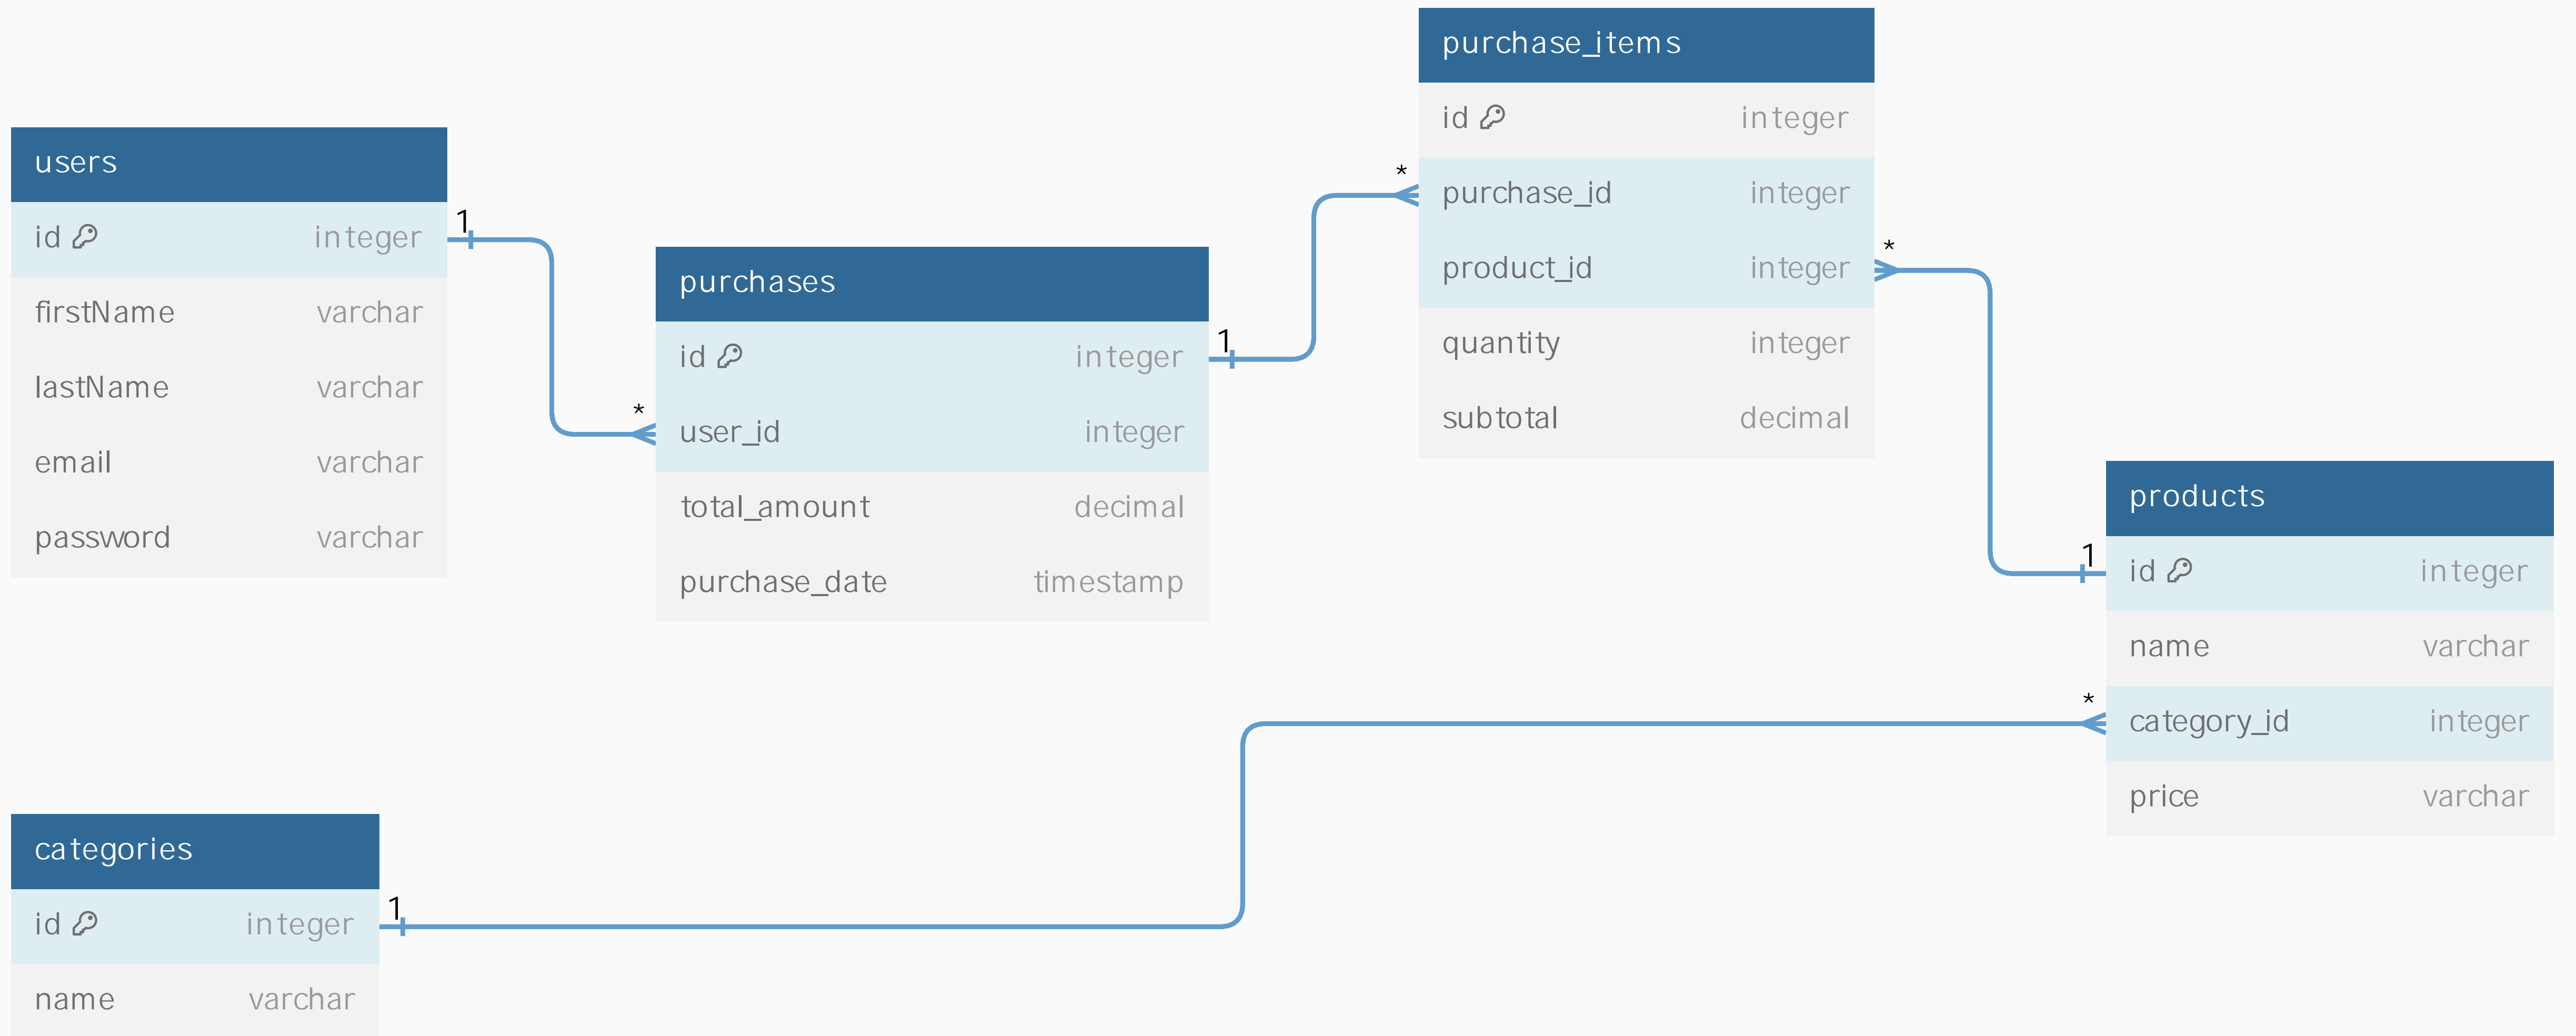 users
id integer
firstName varchar
lastName varchar
email varchar
password varchar
1
*
purchases
id integer
user_id integer
total_amount decimal
purchase_date timestamp
1
*
purchase_items
id integer
purchase_id integer
product_id integer
quantity integer
subtotal decimal
*
1
products
id integer
name varchar
category_id integer
price varchar
*
categories
id integer
name varchar
1